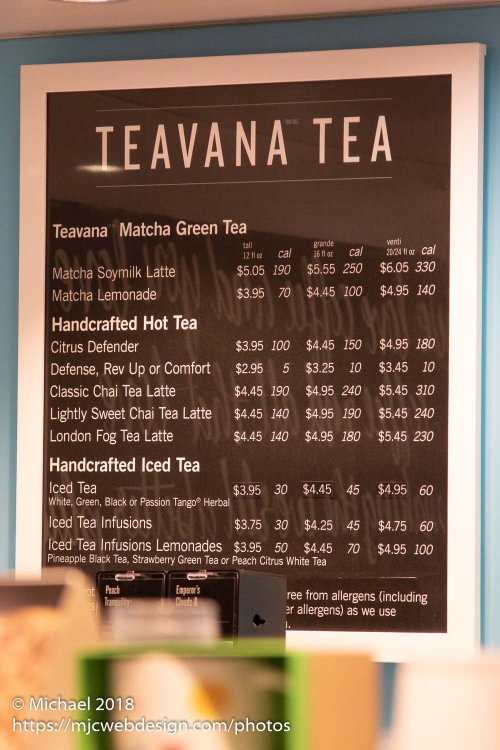 TEAVANA TEA
Teavana Matcha Green Tea
tall 12 fl oz cal grande 16 fl oz cal venti 20/24 fl oz cal
Matcha Soymilk Latte $5.05 190 $5.55 250 $6.05 330
Matcha Lemonade $3.95 70 $4.45 100 $4.95 140
Handcrafted Hot Tea
Citrus Defender $3.95 100 $4.45 150 $4.95 180
Defense, Rev Up or Comfort $2.95 5 $3.25 10 $3.45 10
Classic Chai Tea Latte $4.45 190 $4.95 240 $5.45 310
Lightly Sweet Chai Tea Latte $4.45 140 $4.95 190 $5.45 240
London Fog Tea Latte $4.45 140 $4.95 180 $5.45 230
Handcrafted Iced Tea
Iced Tea $3.95 30 $4.45 45 $4.95 60
White, Green, Black or Passion Tango® Herbal
Iced Tea Infusions $3.75 30 $4.25 45 $4.75 60
Iced Tea Infusions Lemonades $3.95 50 $4.45 70 $4.95 100
Pineapple Black Tea, Strawberry Green Tea or Peach Citrus White Tea
Peach Tranquility
Emperor's Clouds &
ree from allergens (including
er allergens) as we use
© Michael 2018
https://mjcwebdesign.com/photos